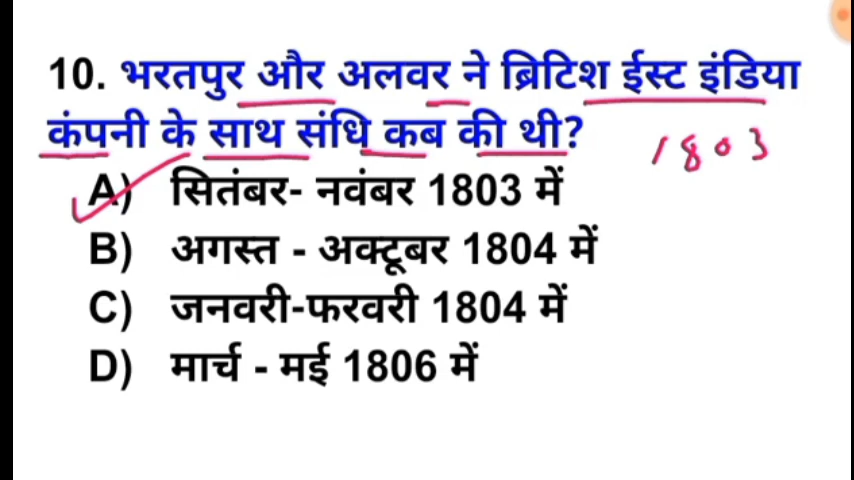 10. भरतपुर और अलवर ने ब्रिटिश ईस्ट इंडिया
कंपनी के साथ संधि कब की थी?
1803
A) सितंबर- नवंबर 1803 में
B) अगस्त - अक्टूबर 1804 में
C) जनवरी-फरवरी 1804 में
D) मार्च - मई 1806 में